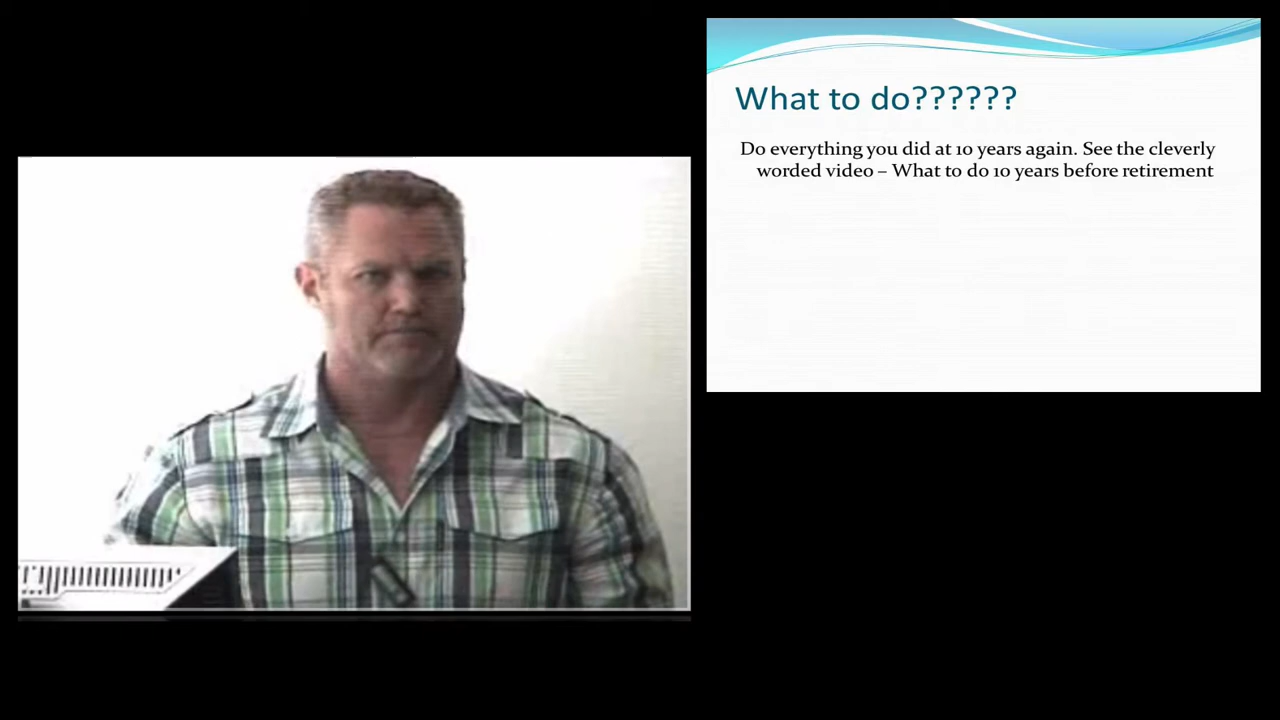 What to do??????
Do everything you did at 10 years again. See the cleverly
worded video – What to do 10 years before retirement